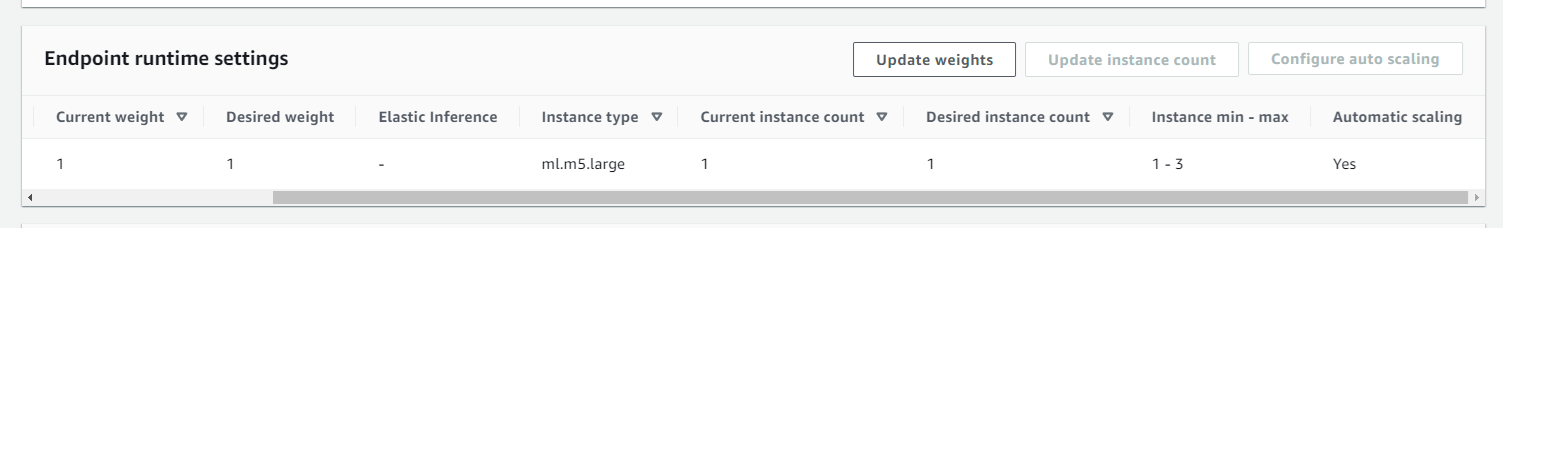 Endpoint runtime settings Update weights Update instance count Configure auto scaling
Current weight Desired weight Elastic Inference Instance type Current instance count Desired instance count Instance min - max Automatic scaling
1 1 - ml.m5.large 1 1 1 - 3 Yes